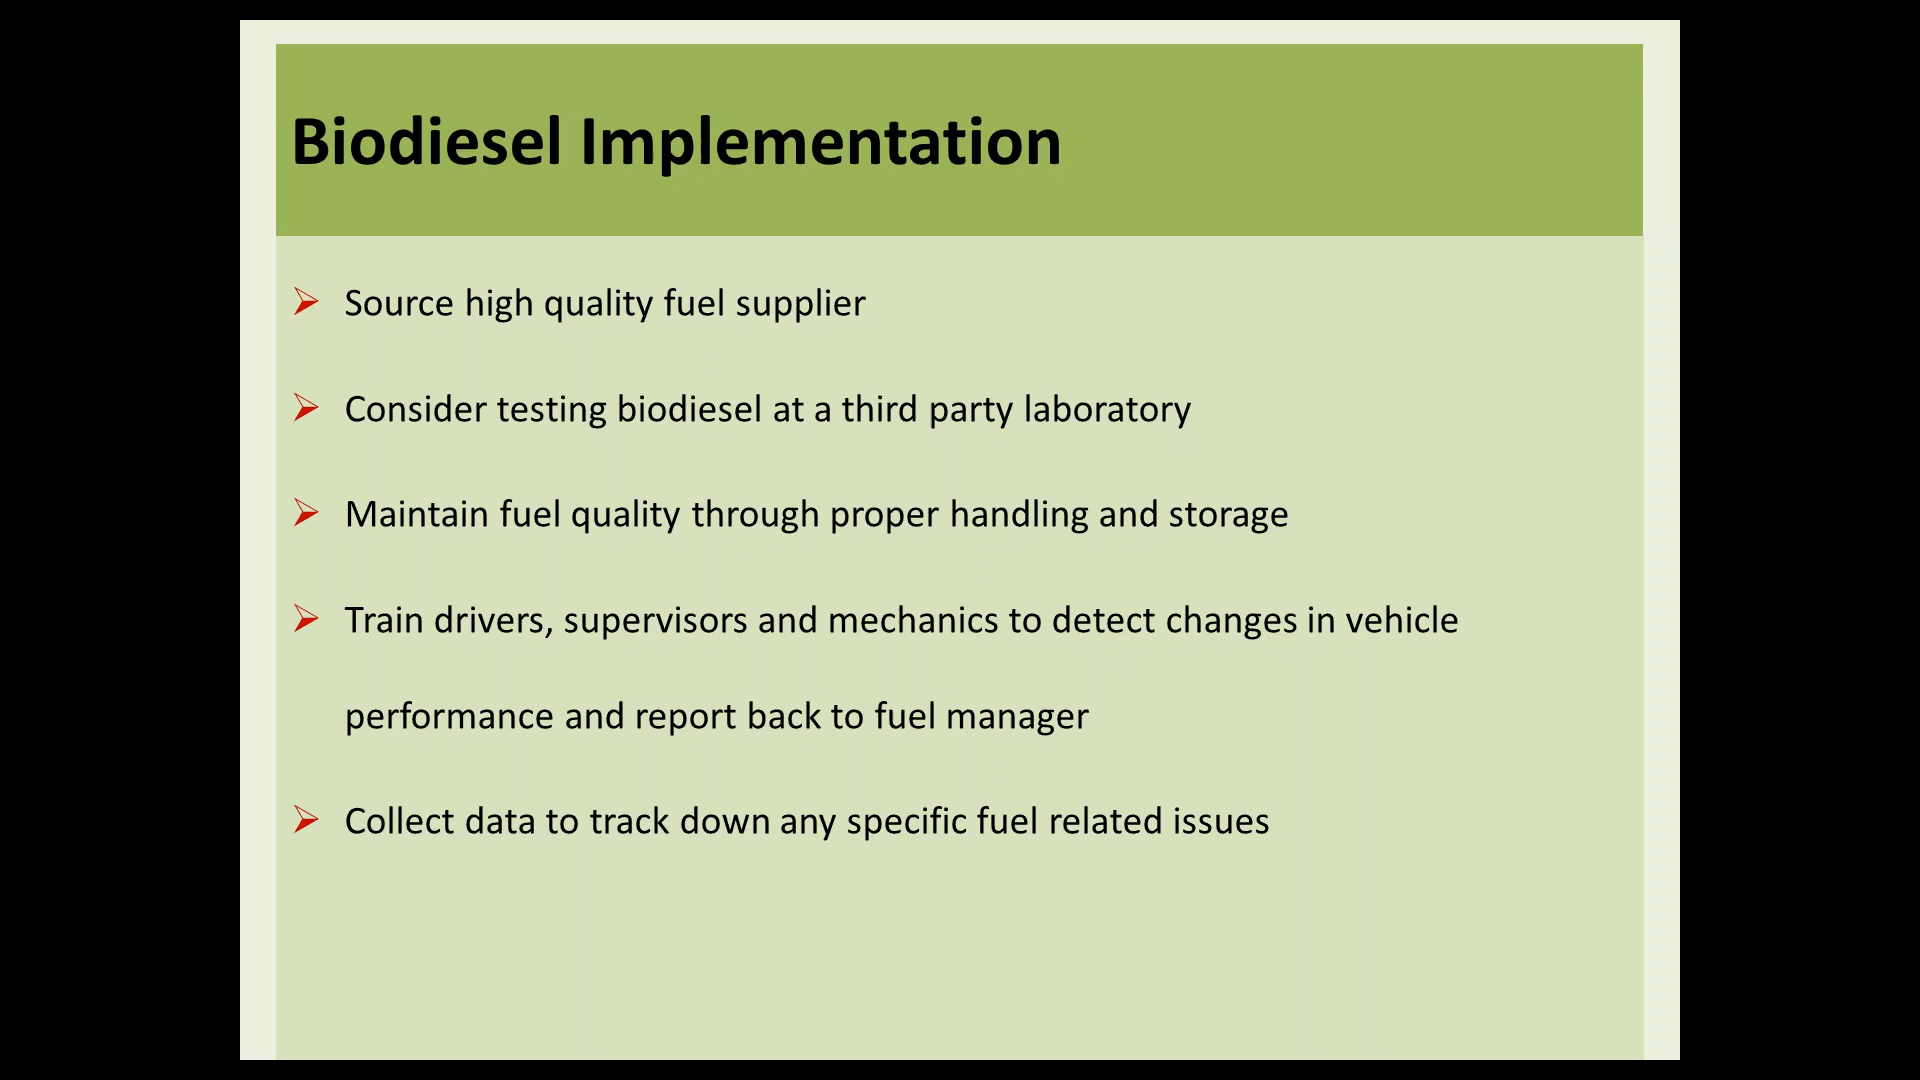 Biodiesel Implementation
Source high quality fuel supplier
Consider testing biodiesel at a third party laboratory
Maintain fuel quality through proper handling and storage
Train drivers, supervisors and mechanics to detect changes in vehicle
performance and report back to fuel manager
Collect data to track down any specific fuel related issues